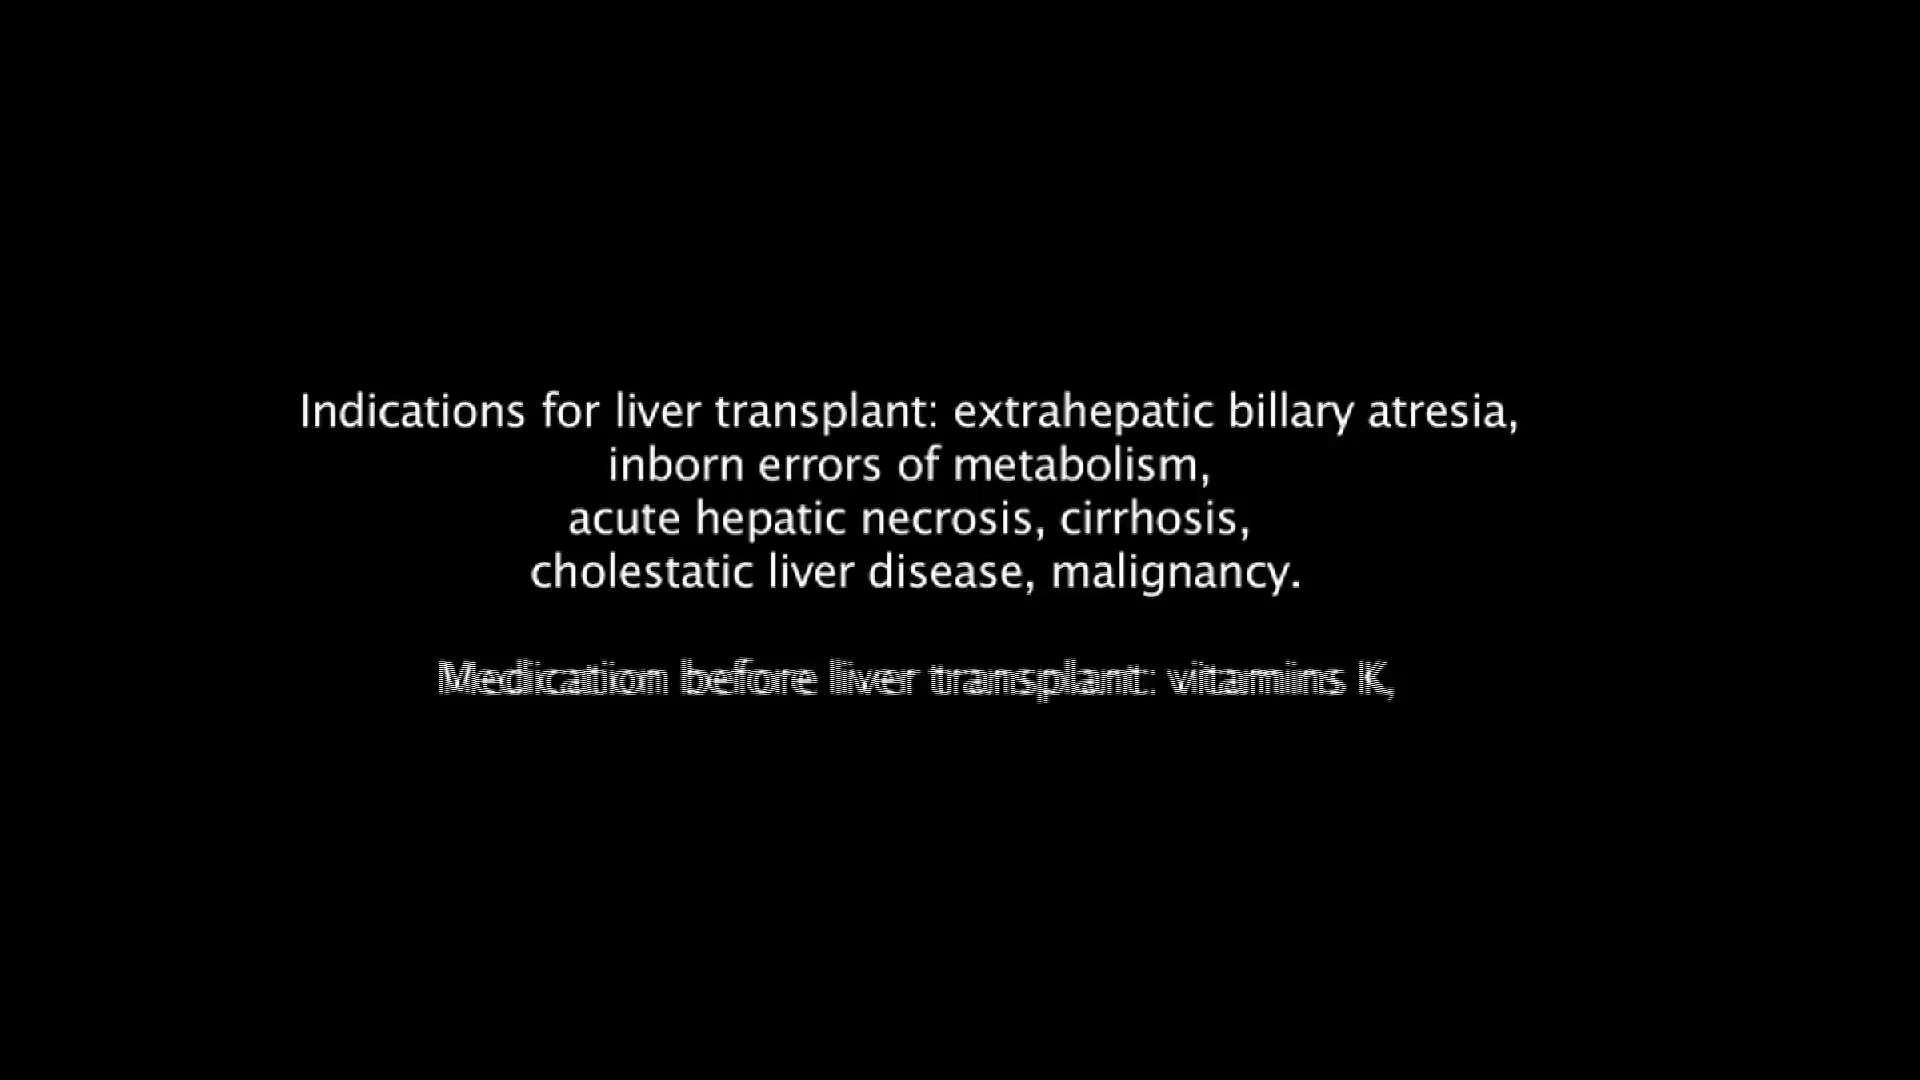 Indications for liver transplant: extrahepatic billary atresia,
inborn errors of metabolism,
acute hepatic necrosis, cirrhosis,
cholestatic liver disease, malignancy.
Medication before liver transplant: vitamins K,